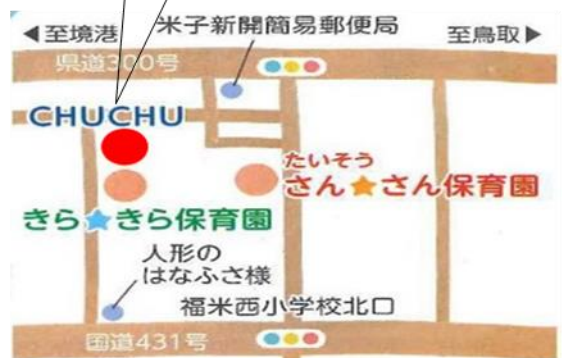 ◀至境港
米子新開簡易郵便局
至鳥取▶
県道300号
CHUCHU
たいそう
さん★さん保育園
きら★きら保育園
人形の
はなふさ様
福米西小学校北口
国道431号